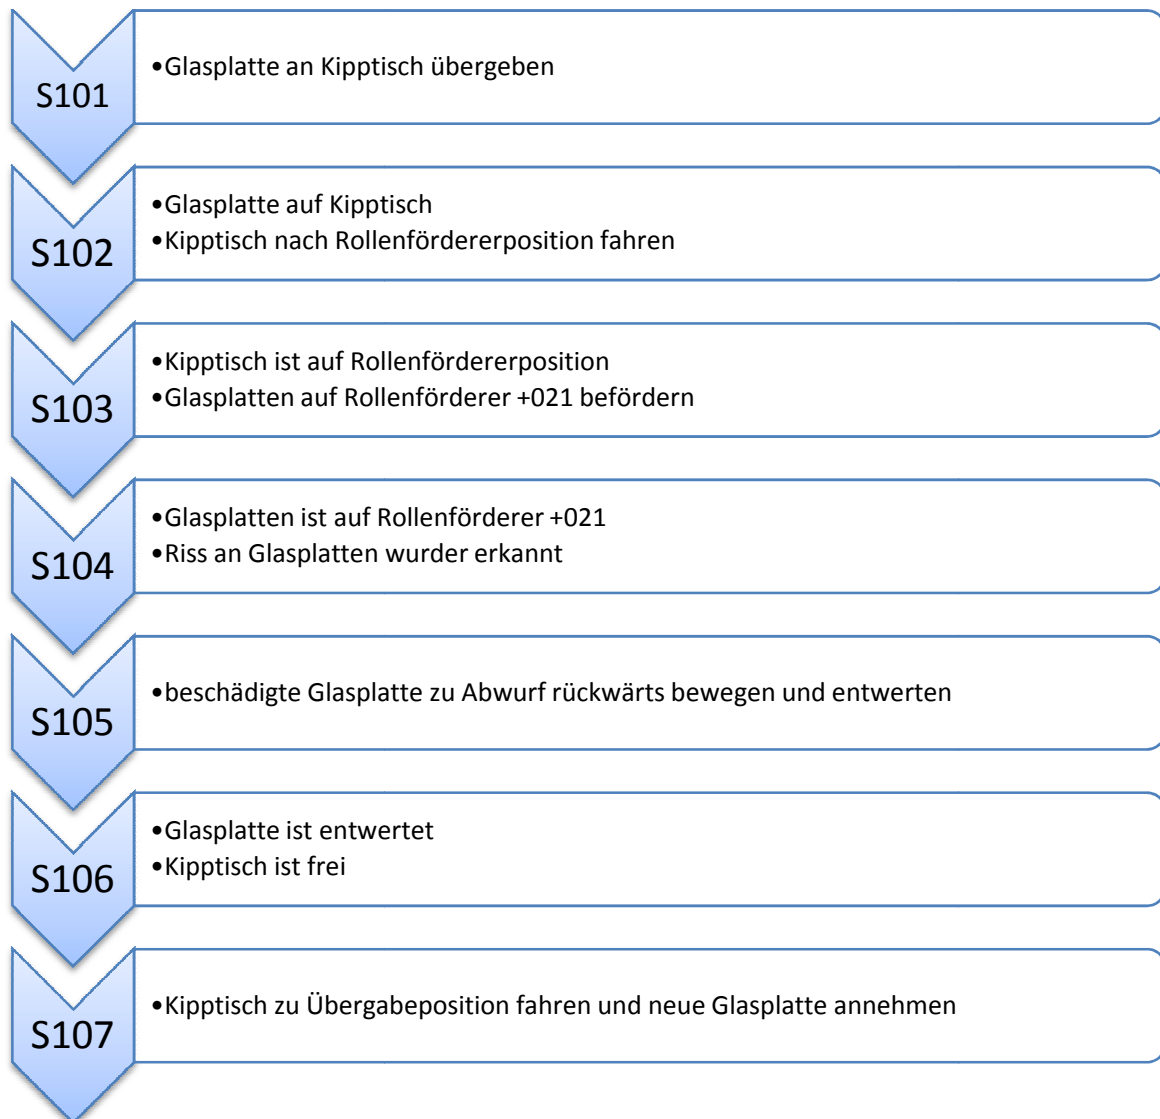 S101
•Glasplatte an Kipptisch übergeben
S102
•Glasplatte auf Kipptisch
•Kipptisch nach Rollenfördererposition fahren
S103
•Kipptisch ist auf Rollenfördererposition
•Glasplatten auf Rollenförderer +021 befördern
S104
•Glasplatten ist auf Rollenförderer +021
•Riss an Glasplatten wurder erkannt
S105
•beschädigte Glasplatte zu Abwurf rückwärts bewegen und entwerten
S106
•Glasplatte ist entwertet
•Kipptisch ist frei
S107
•Kipptisch zu Übergabeposition fahren und neue Glasplatte annehmen